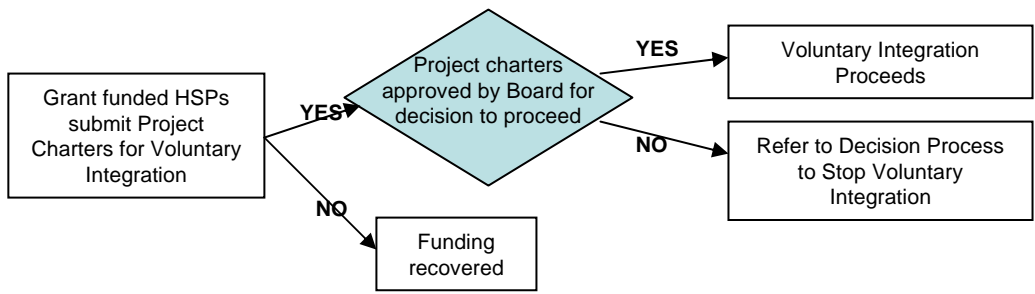 Grant funded HSPs
submit Project
Charters for Voluntary
Integration
YES
NO
Funding
recovered
Project charters
approved by Board for
decision to proceed
YES
Voluntary Integration
Proceeds
NO
Refer to Decision Process
to Stop Voluntary
Integration